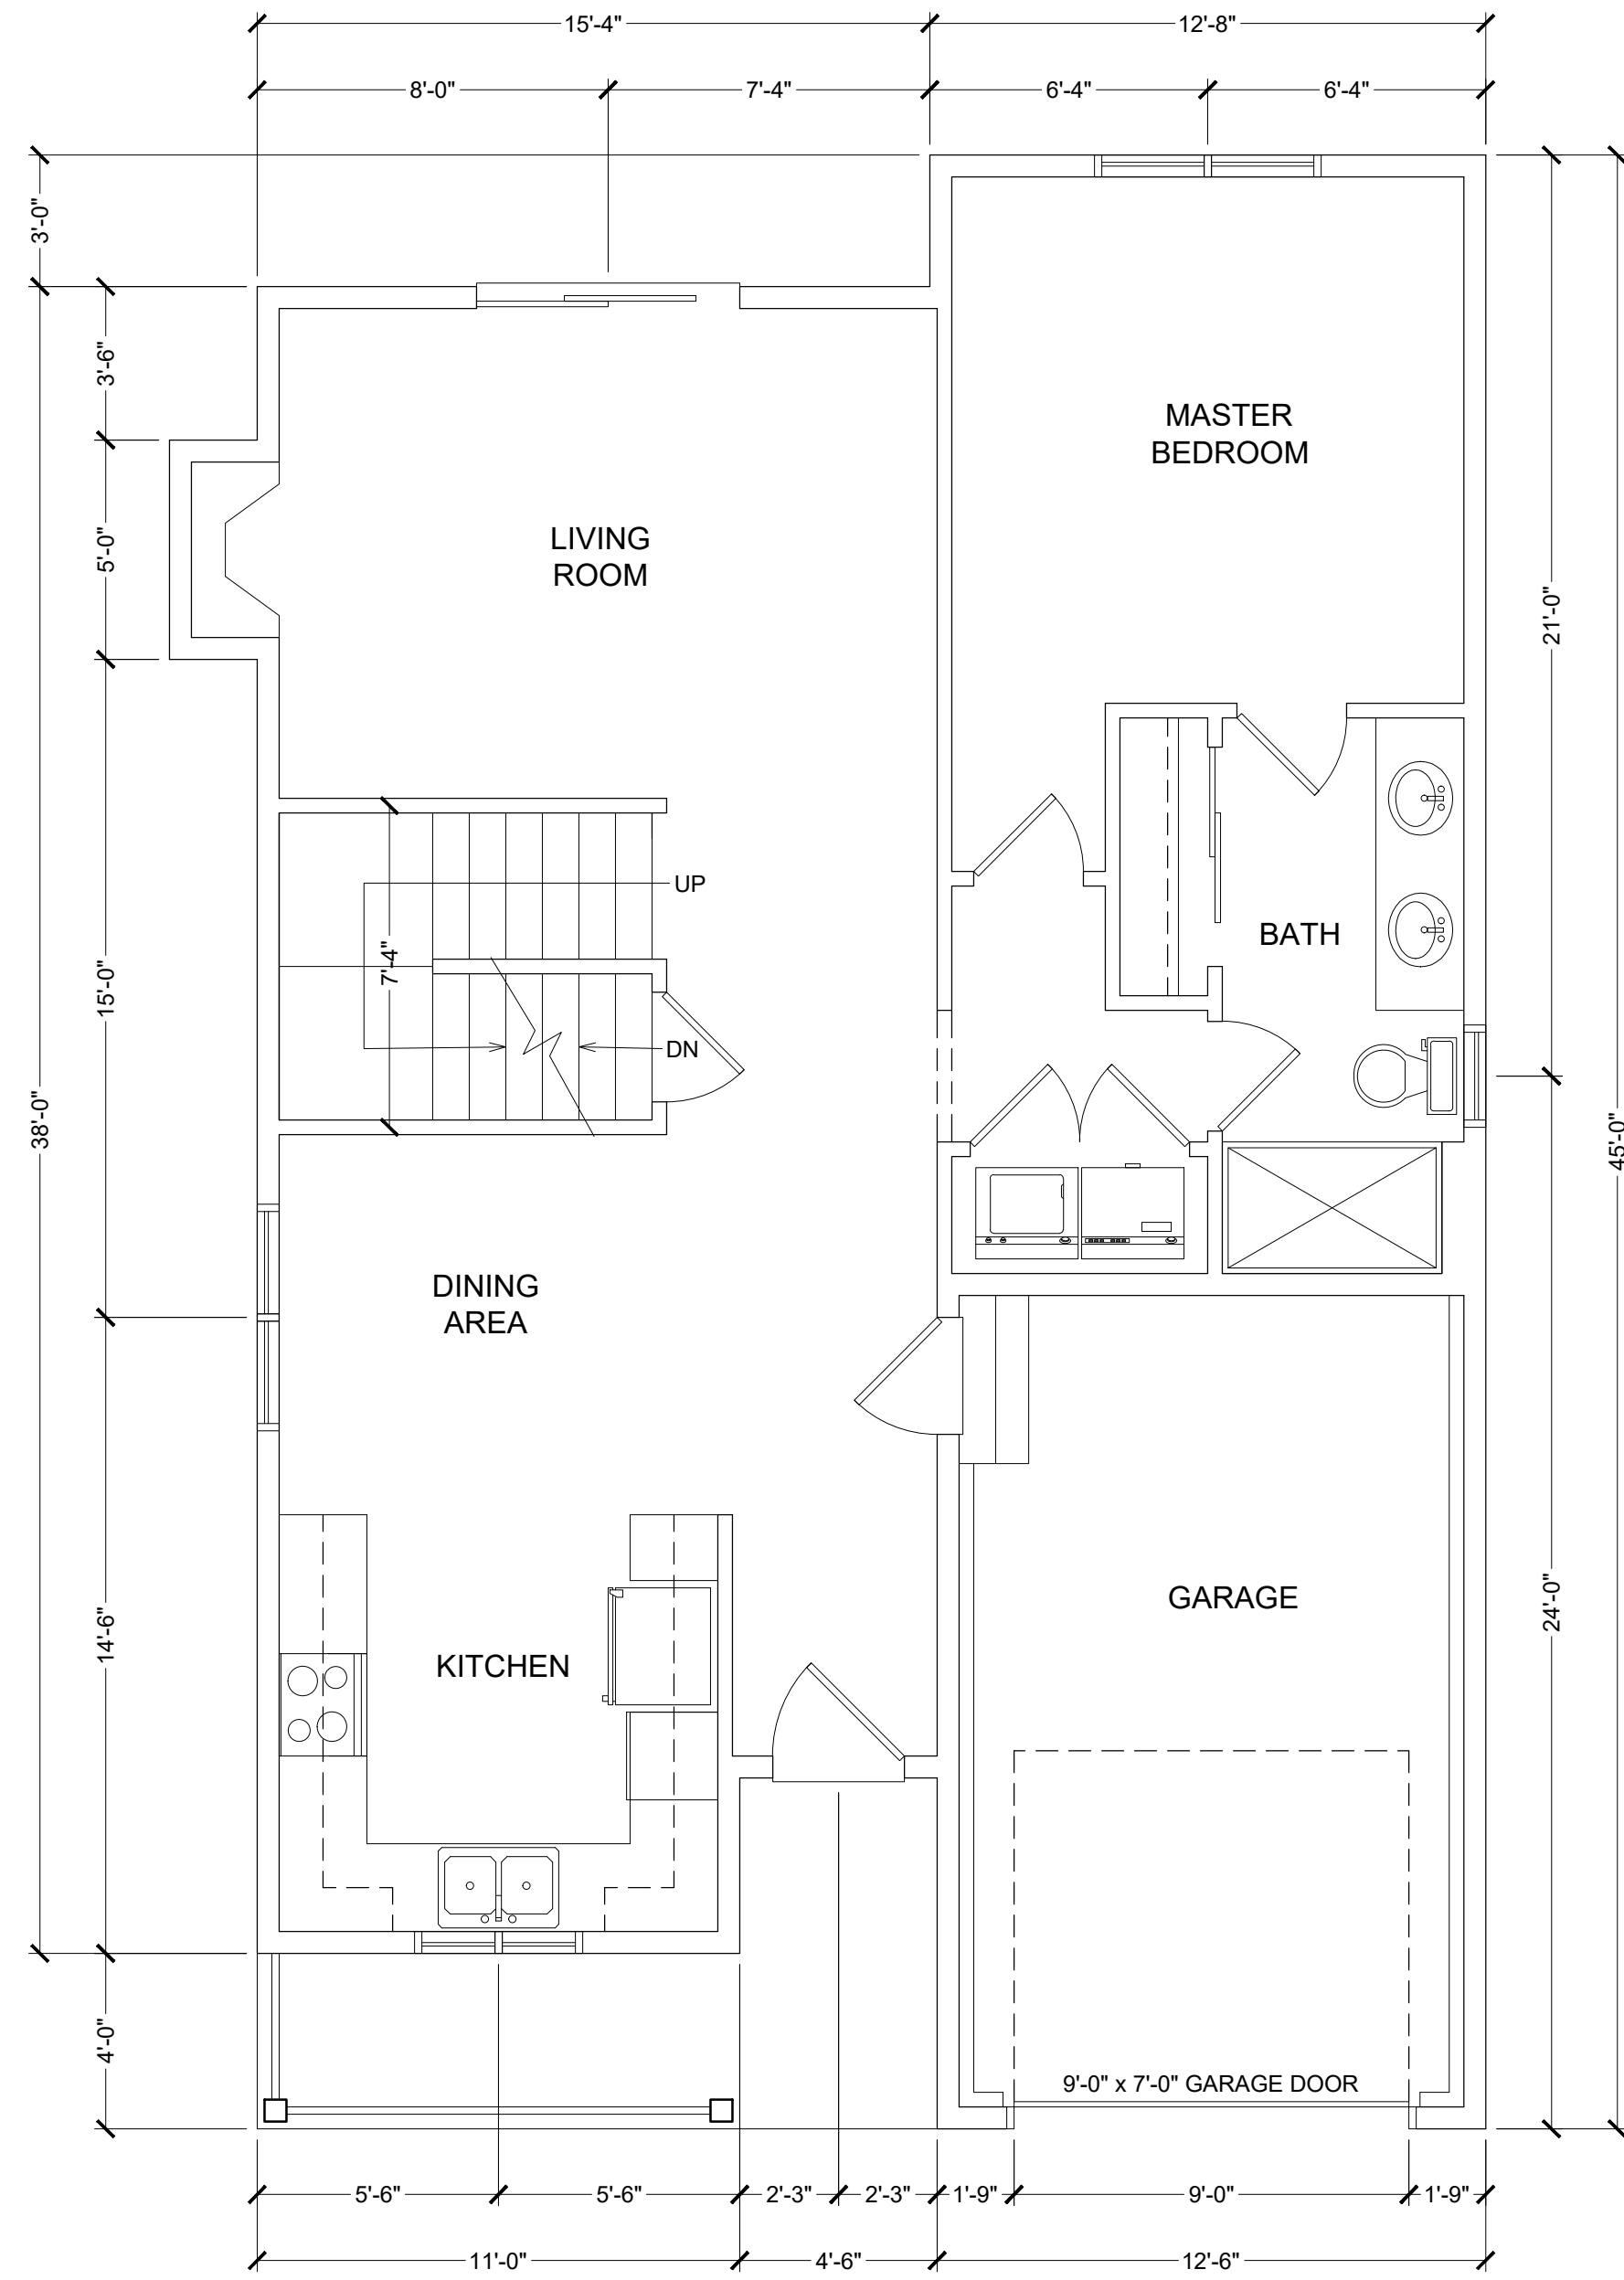 15'-4"
12'-8"
8'-0"
7'-4"
6'-4"
6'-4"
3'-0"
3'-6"
MASTER
BEDROOM
LIVING
ROOM
5'-0"
21'-0"
UP
BATH
7'-4"
15'-0"
DN
38'-0"
45'-0"
DINING
AREA
GARAGE
24'-0"
14'-6"
KITCHEN
4'-0"
9'-0" x 7'-0" GARAGE DOOR
5'-6"
5'-6"
2'-3"
2'-3"
1'-9"
9'-0"
1'-9"
11'-0"
4'-6"
12'-6"